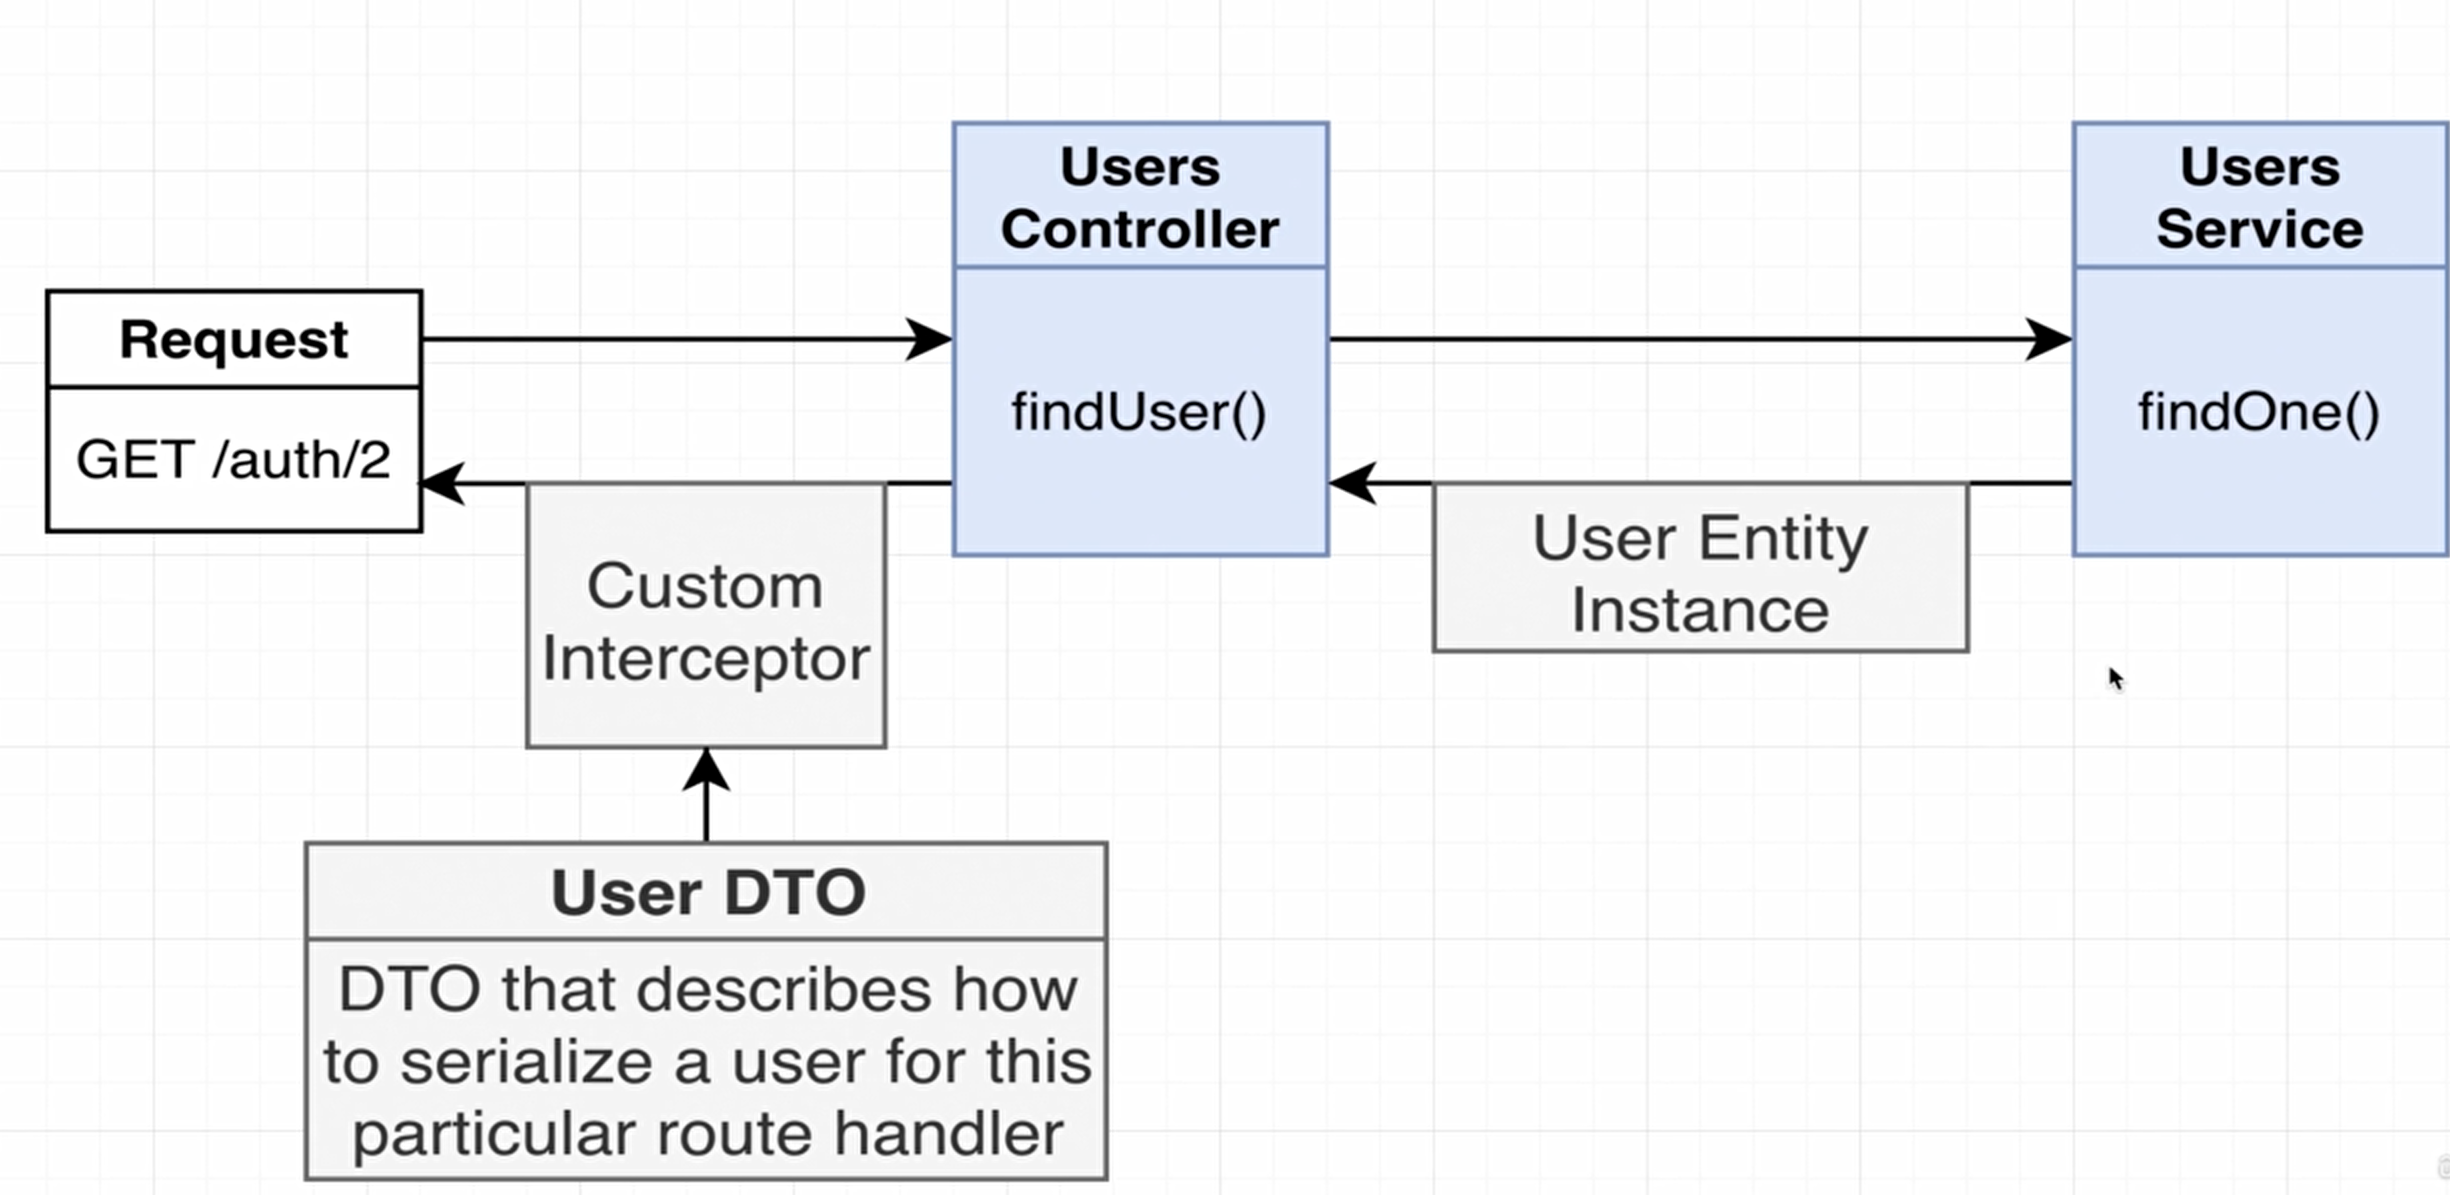 Users
Controller
Users
Service
Request
findUser()
findOne()
GET /auth/2
User Entity
Instance
Custom
Interceptor
User DTO
DTO that describes how
to serialize a user for this
particular route handler